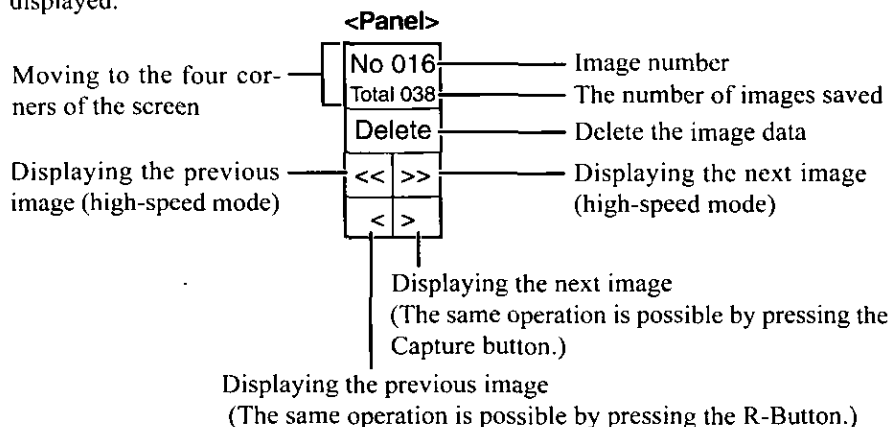 displayed.
<Panel>
No 016
Total 038
Delete
<< >>
< >
Moving to the four cor-
ners of the screen
Displaying the previous
image (high-speed mode)
Image number
The number of images saved
Delete the image data
Displaying the next image
(high-speed mode)
Displaying the next image
(The same operation is possible by pressing the
Capture button.)
Displaying the previous image
(The same operation is possible by pressing the R-Button.)